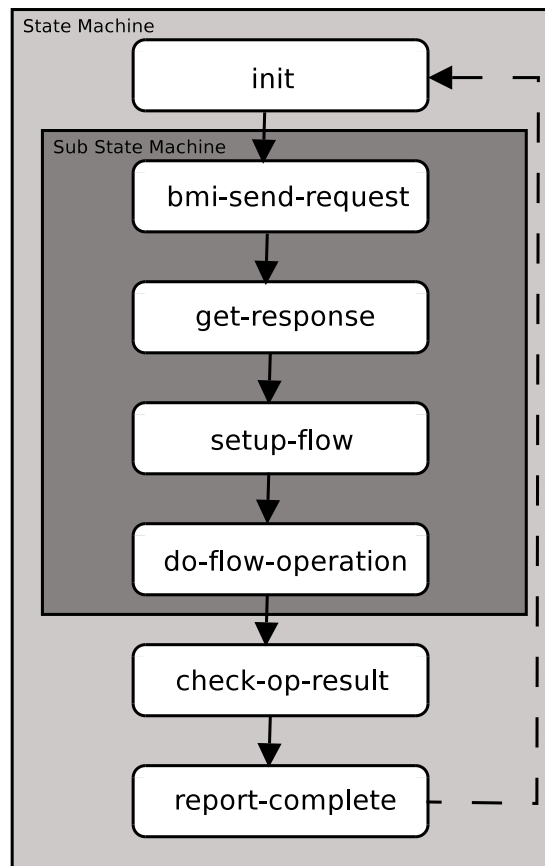 State Machine
init
Sub State Machine
bmi-send-request
get-response
setup-flow
do-flow-operation
check-op-result
report-complete